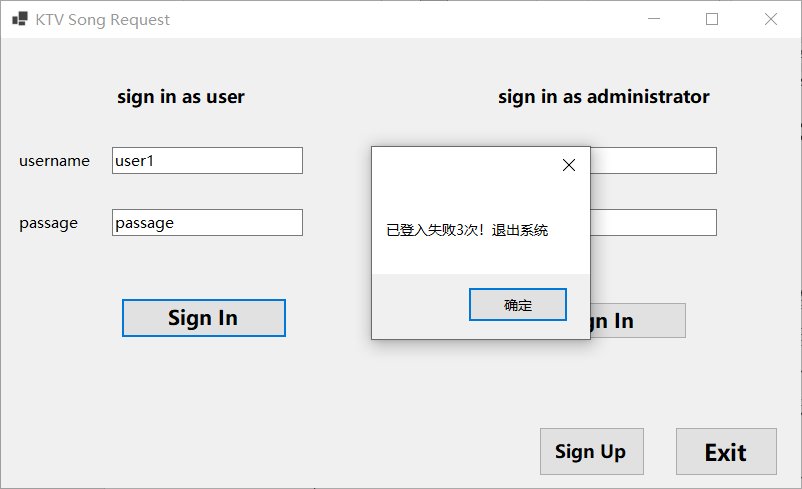 KTV Song Request
sign in as user
sign in as administrator
username
user1
passage
passage
已登入失败3次！退出系统
确定
Sign In
In
Sign Up
Exit